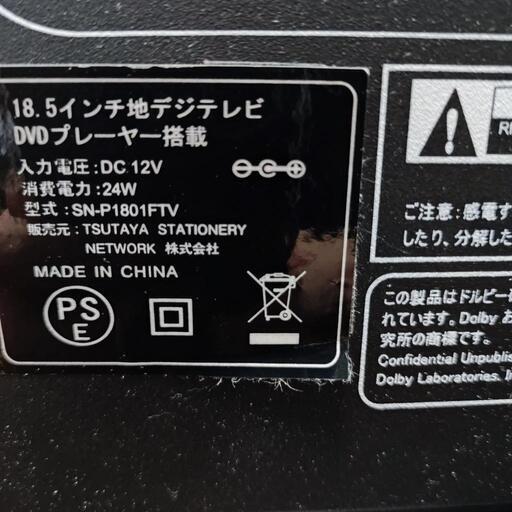 18.5インチ地デジテレビ
DVDプレーヤー搭載
入力電圧:DC 12V
消費電力:24W
型式:SN-P1801FTV
販売元:TSUTAYA STATIONERY
NETWORK 株式会社
MADE IN CHINA
PS
E
ご注意:感電す
したり、分解した
この製品はドルビー
れています。Dolby お
究所の商標です。
Confidential Unpublis
Dolby Laboratories. In